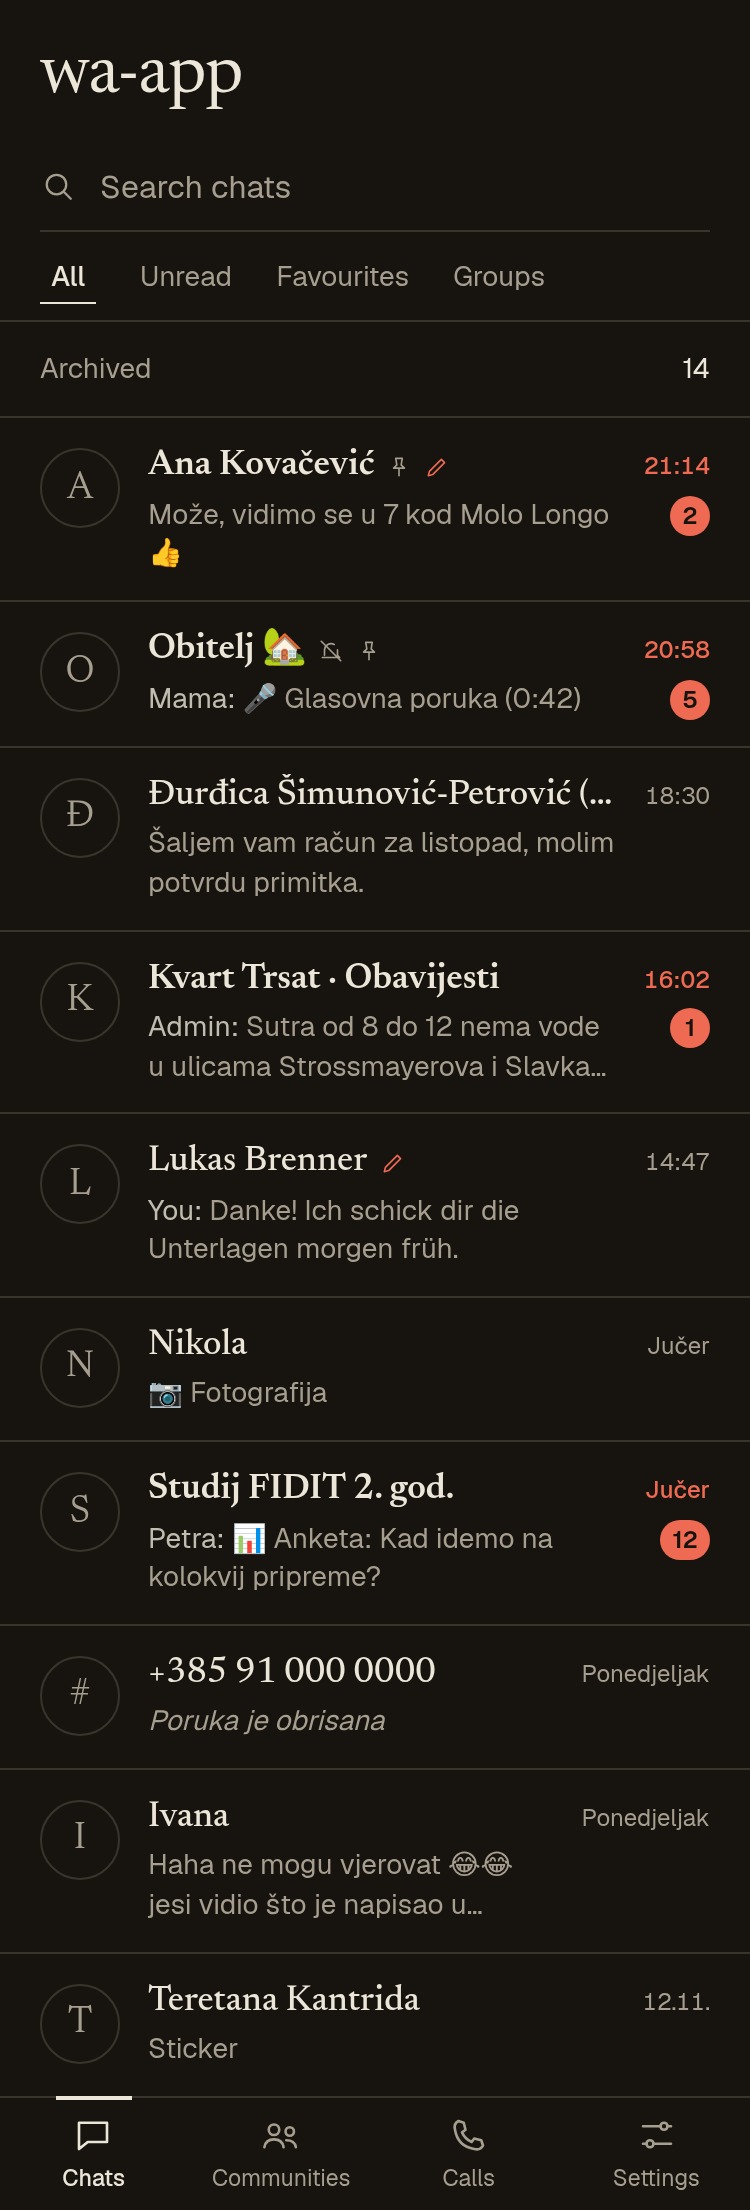 wa-app
Search chats
All Unread Favourites Groups
Archived 14
A
Ana Kovačević 21:14
Može, vidimo se u 7 kod Molo Longo 2
👍
O
Obitelj 🏡 20:58
Mama: 🎤 Glasovna poruka (0:42) 5
Đ
Đurđica Šimunović-Petrović (... 18:30
Šaljem vam račun za listopad, molim
potvrdu primitka.
K
Kvart Trsat · Obavijesti 16:02
Admin: Sutra od 8 do 12 nema vode 1
u ulicama Strossmayerova i Slavka...
L
Lukas Brenner 14:47
You: Danke! Ich schick dir die
Unterlagen morgen früh.
N
Nikola Jučer
📷 Fotografija
S
Studij FIDIT 2. god. Jučer
Petra: 📊 Anketa: Kad idemo na 12
kolokvij pripreme?
#
+385 91 000 0000 Ponedjeljak
Poruka je obrisana
I
Ivana Ponedjeljak
Haha ne mogu vjerovat 😂😂
jesi vidio što je napisao u...
T
Teretana Kantrida 12.11.
Sticker
Chats Communities Calls Settings